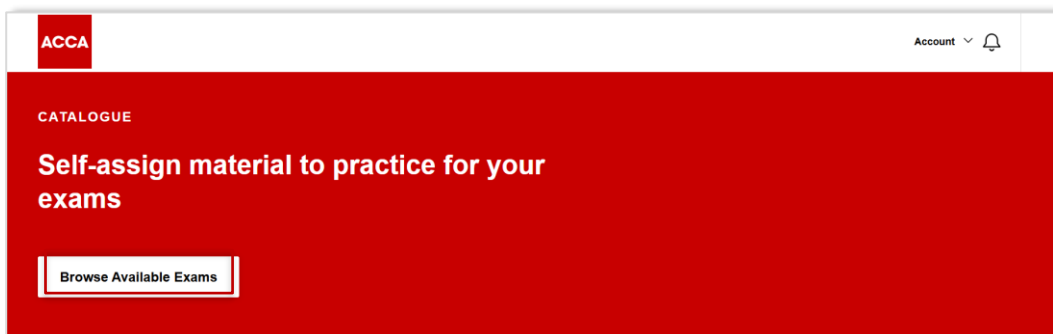 ACCA
Account
CATALOGUE
Self-assign material to practice for your
exams
Browse Available Exams